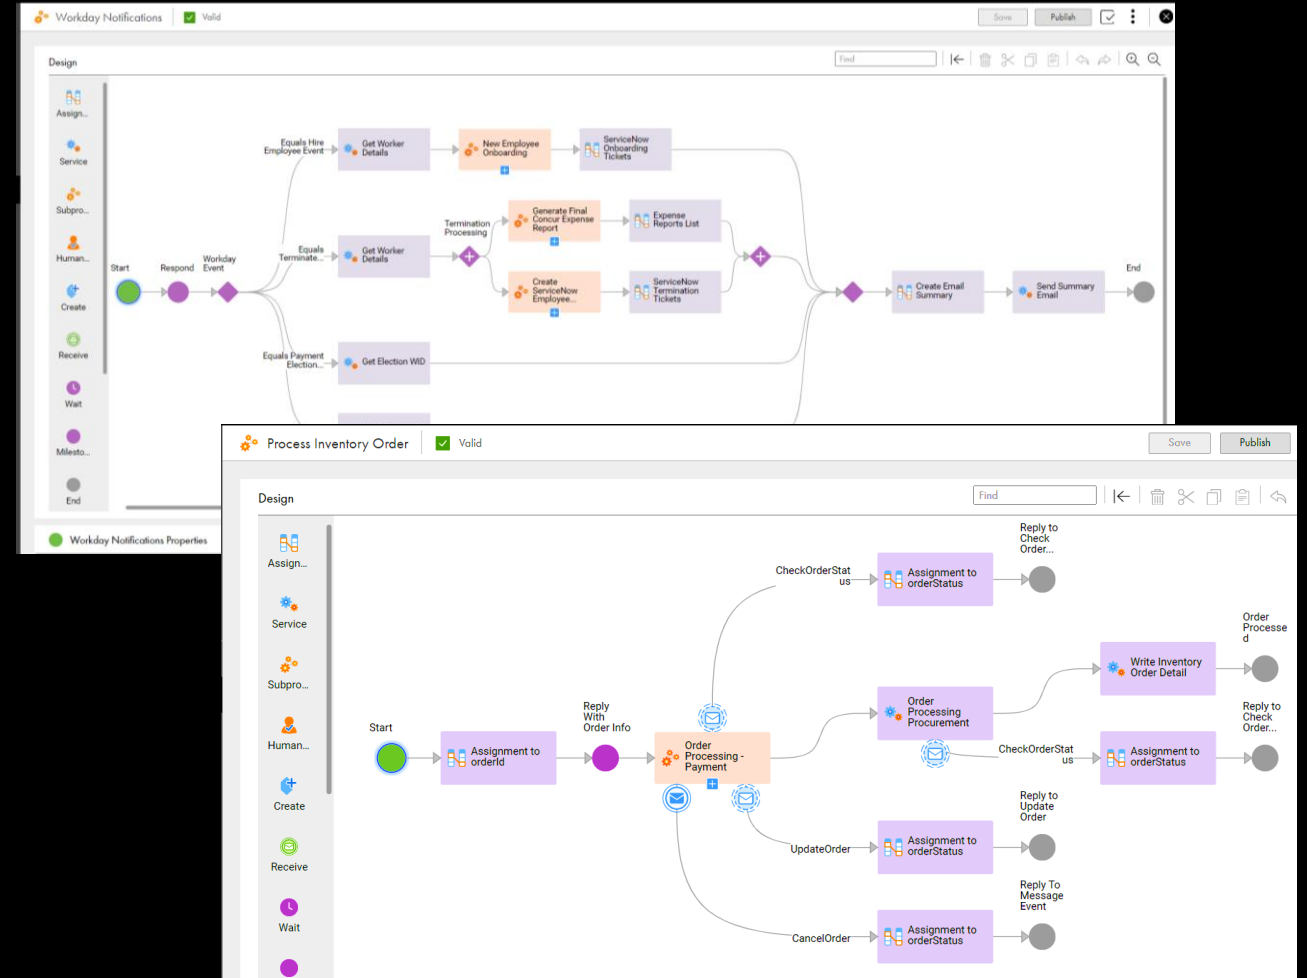 Workday Notifications
Valid
Save
Publish
Design
Find
Assign...
Service
Subpro...
Human...
Create
Receive
Wait
Milesto...
End
Start
Respond
Workday
Event
Equals Hire
Employee Event
Get Worker
Details
New Employee
Onboarding
ServiceNow
Onboarding
Tickets
Equals
Terminate...
Get Worker
Details
Termination
Processing
Generate Final
Concur Expense
Report
Expense
Reports List
Create
ServiceNow
Employee...
ServiceNow
Termination
Tickets
Equals Payment
Election...
Get Election WID
Create Email
Summary
Send Summary
Email
End
Workday Notifications Properties
Process Inventory Order
Valid
Save
Publish
Design
Find
Assign...
Service
Subpro...
Human...
Create
Receive
Wait
Start
Assignment to
orderId
Reply
With
Order Info
Order
Processing -
Payment
CheckOrderStat
us
Assignment to
orderStatus
Reply to
Check
Order...
Order
Processing
Procurement
Write Inventory
Order Detail
Order
Processe
d
CheckOrderStat
us
Assignment to
orderStatus
Reply to
Check
Order...
UpdateOrder
Assignment to
orderStatus
Reply to
Update
Order
CancelOrder
Assignment to
orderStatus
Reply To
Message
Event